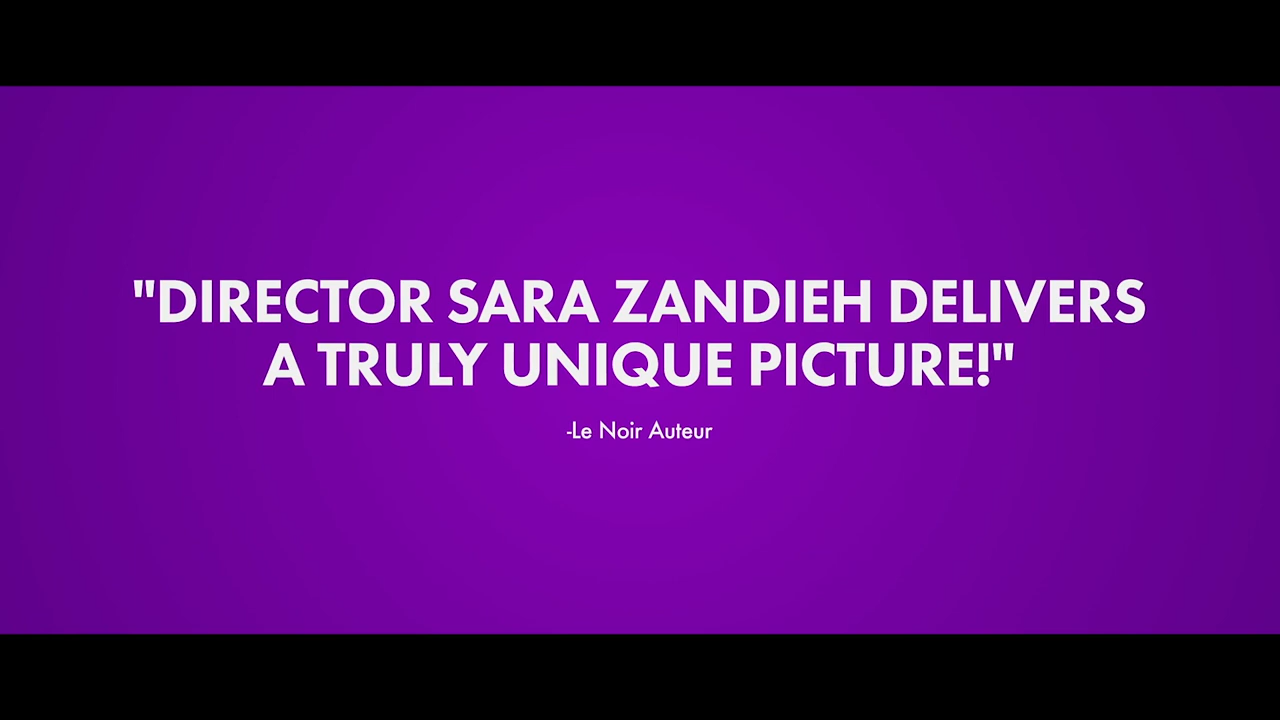 "DIRECTOR SARA ZANDIEH DELIVERS
A TRULY UNIQUE PICTURE!"
-Le Noir Auteur